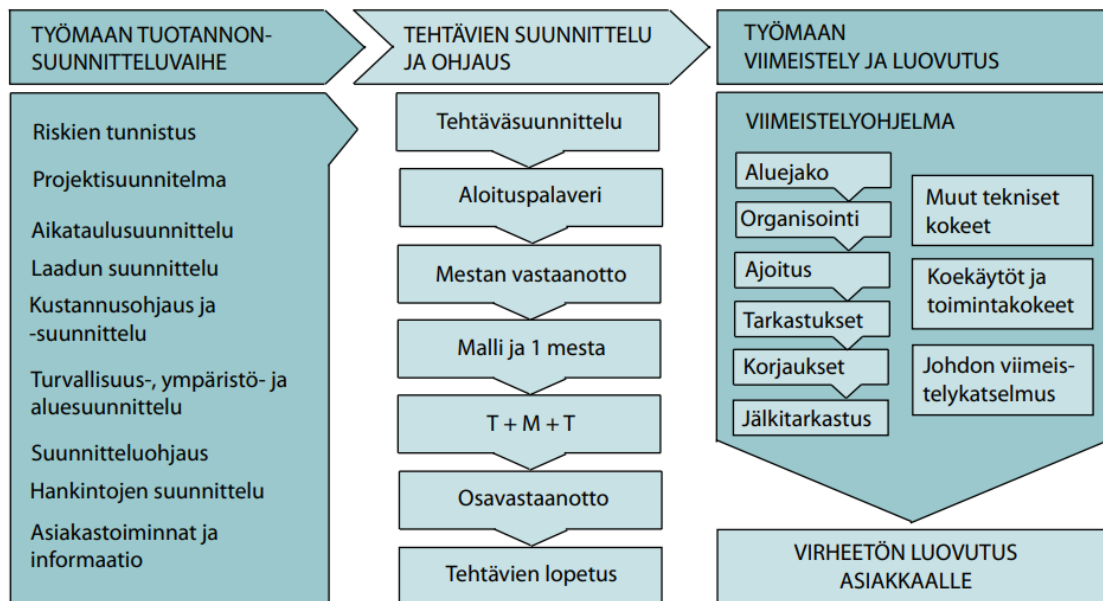 TYÖMAAN TUOTANNON-
SUUNNITTELUVAIHE
Riskien tunnistus
Projektisuunnitelma
Aikataulusuunnittelu
Laadun suunnittelu
Kustannusohjaus ja
-suunnittelu
Turvallisuus-, ympäristö- ja
aluesuunnittelu
Suunnitteluohjaus
Hankintojen suunnittelu
Asiakastoiminnat ja
informaatio
TEHTÄVIEN SUUNNITTELU
JA OHJAUS
Tehtäväsuunnittelu
Aloituspalaveri
Mestan vastaanotto
Malli ja 1 mesta
T + M + T
Osavastaanotto
Tehtävien lopetus
TYÖMAAN
VIIMEISTELY JA LUOVUTUS
VIIMEISTELYOHJELMA
Aluejako
Organisointi
Ajoitus
Tarkastukset
Korjaukset
Jälkitarkastus
Muut tekniset
kokeet
Koekäytöt ja
toimintakokeet
Johdon viimeis-
telykatselmus
VIRHEETÖN LUOVUTUS
ASIAKKAALLE